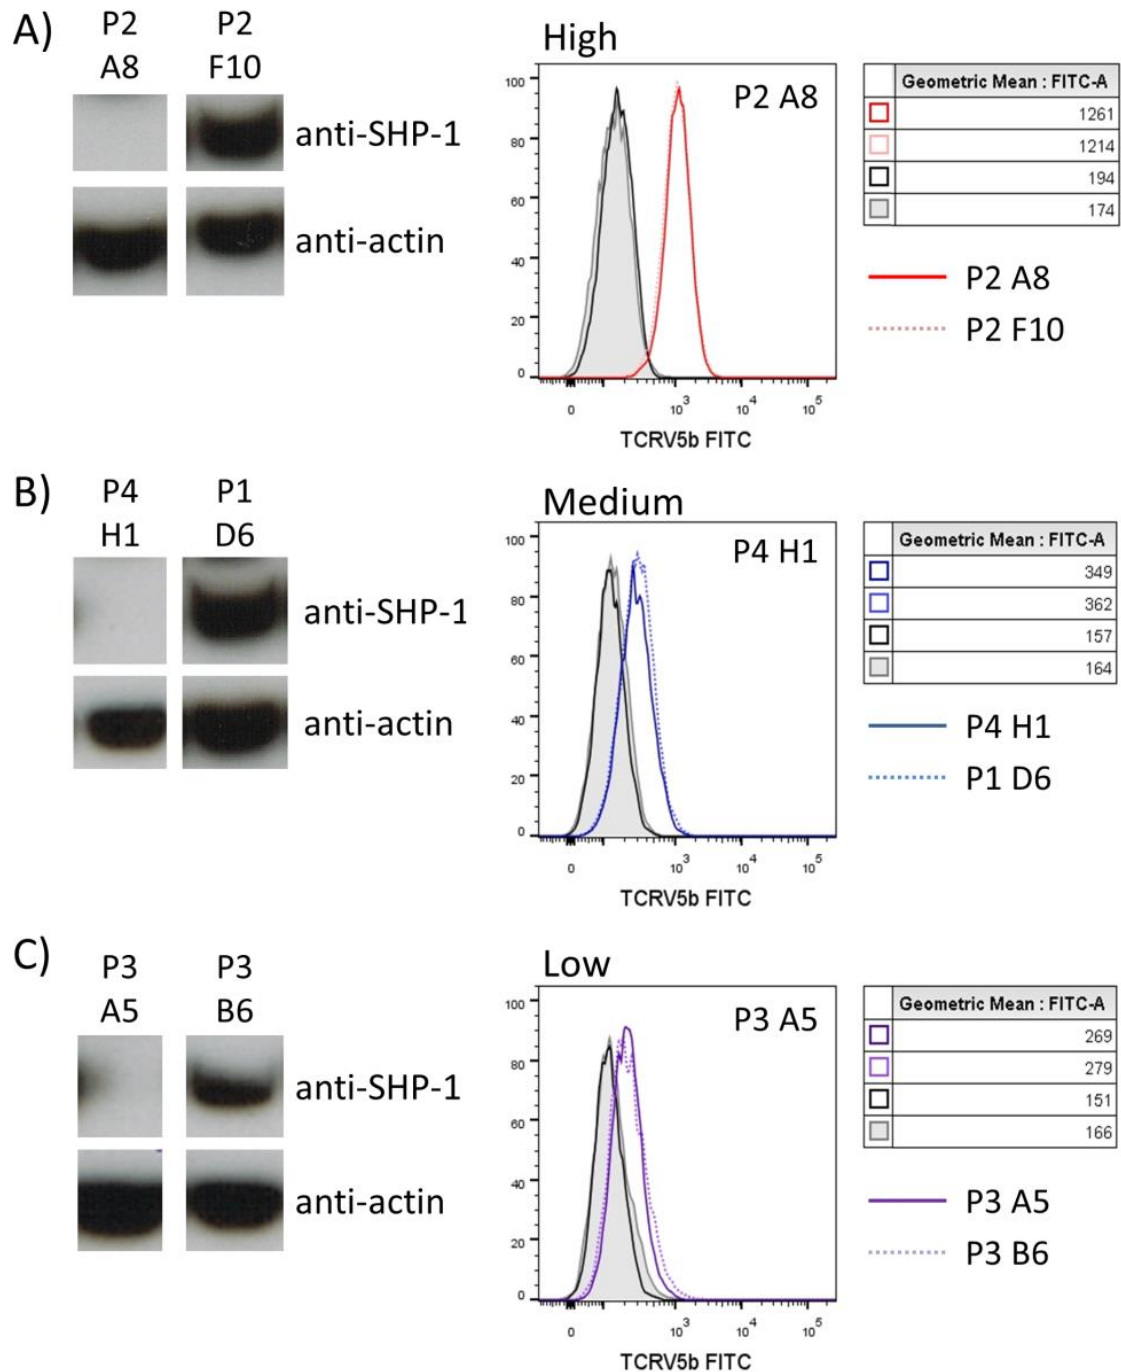 A)
P2 P2
A8 F10
anti-SHP-1
anti-actin
High
P2 A8
100
80
60
40
20
0
0 10^3 10^4 10^5
TCRV5b FITC
Geometric Mean : FITC-A
1261
1214
194
174
P2 A8
P2 F10
B)
P4 P1
H1 D6
anti-SHP-1
anti-actin
Medium
P4 H1
100
80
60
40
20
0
0 10^3 10^4 10^5
TCRV5b FITC
Geometric Mean : FITC-A
349
362
157
164
P4 H1
P1 D6
C)
P3 P3
A5 B6
anti-SHP-1
anti-actin
Low
P3 A5
100
80
60
40
20
0
0 10^3 10^4 10^5
TCRV5b FITC
Geometric Mean : FITC-A
269
279
151
166
P3 A5
P3 B6